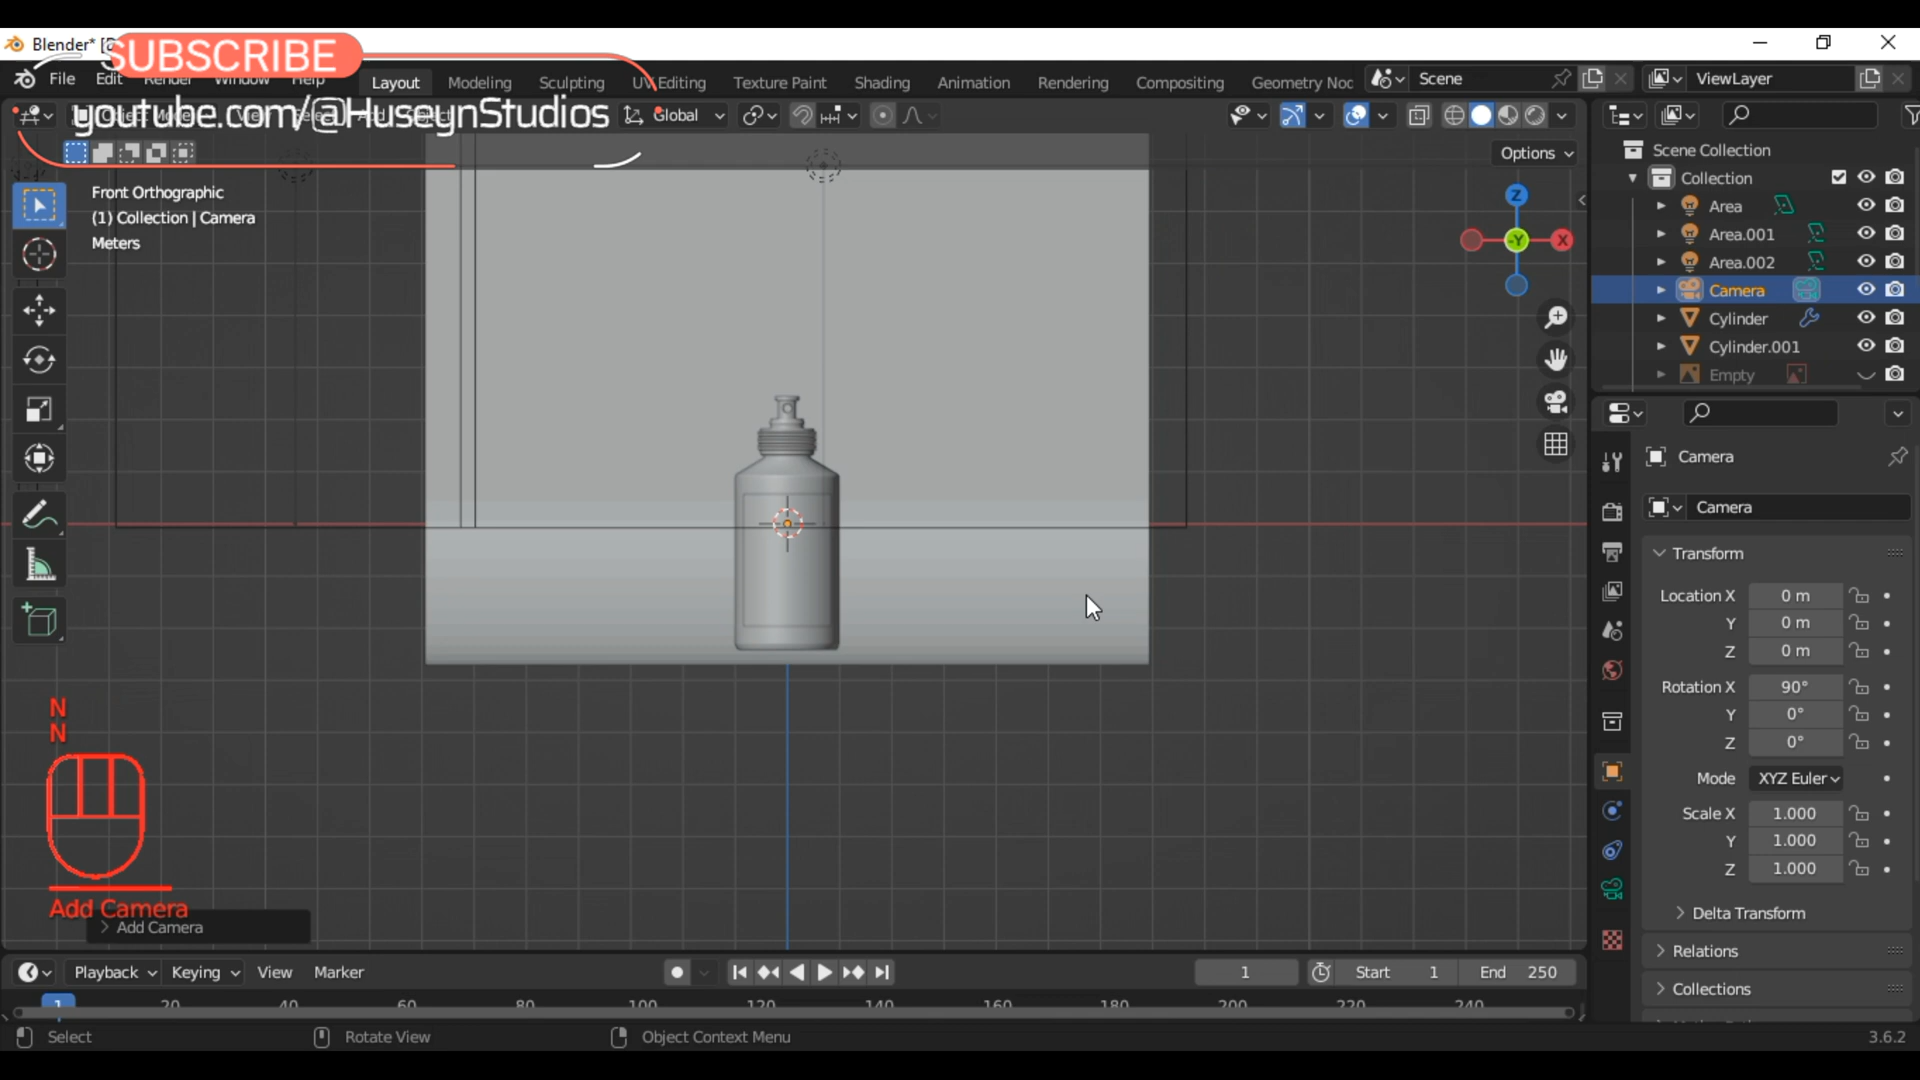 Blender* [
SUBSCRIBE
File Edit Render Window Help Layout Modeling Sculpting UV Editing Texture Paint Shading Animation Rendering Compositing Geometry Noc Scene ViewLayer
youtube.com/@HuseynStudios
Global
Options
Front Orthographic
(1) Collection | Camera
Meters
Z
-Y
X
Scene Collection
Collection
Area
Area.001
Area.002
Camera
Cylinder
Cylinder.001
Empty
Camera
Camera
Transform
Location X 0 m
Y 0 m
Z 0 m
Rotation X 90°
Y 0°
Z 0°
Mode XYZ Euler
Scale X 1.000
Y 1.000
Z 1.000
Delta Transform
Relations
Collections
N
N
Add Camera
Add Camera
Playback Keying View Marker 1 Start 1 End 250
1 20 40 60 80 100 120 140 160 180 200 220 240
Select Rotate View Object Context Menu 3.6.2